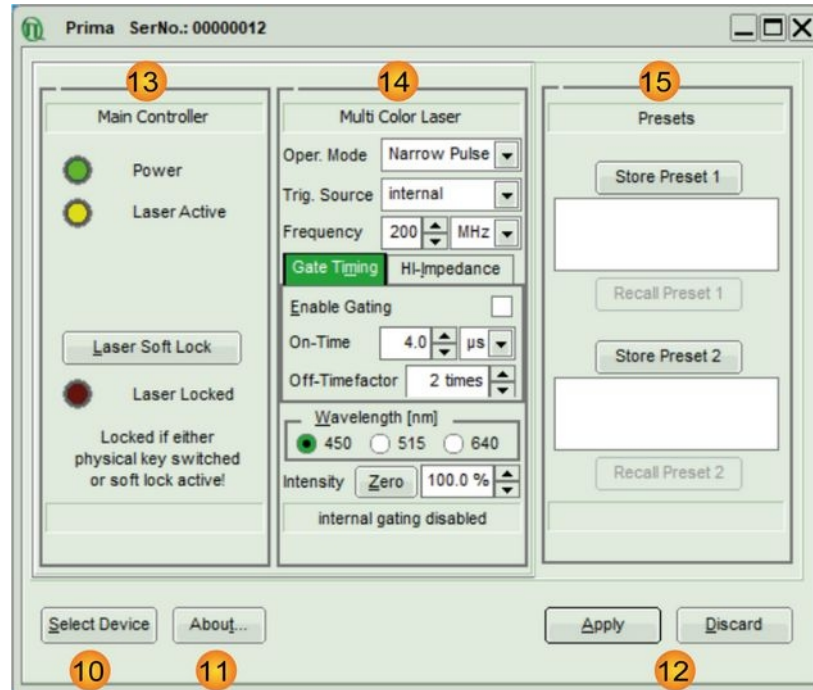 Prima SerNo.: 00000012
13
Main Controller
Power
Laser Active
Laser Soft Lock
Laser Locked
Locked if either
physical key switched
or soft lock active!
14
Multi Color Laser
Oper. Mode Narrow Pulse
Trig. Source internal
Frequency 200 MHz
Gate Timing HI-Impedance
Enable Gating
On-Time 4.0 µs
Off-Timefactor 2 times
Wavelength [nm]
450 515 640
Intensity Zero 100.0 %
internal gating disabled
15
Presets
Store Preset 1
Recall Preset 1
Store Preset 2
Recall Preset 2
Select Device About... Apply Discard
10 11 12